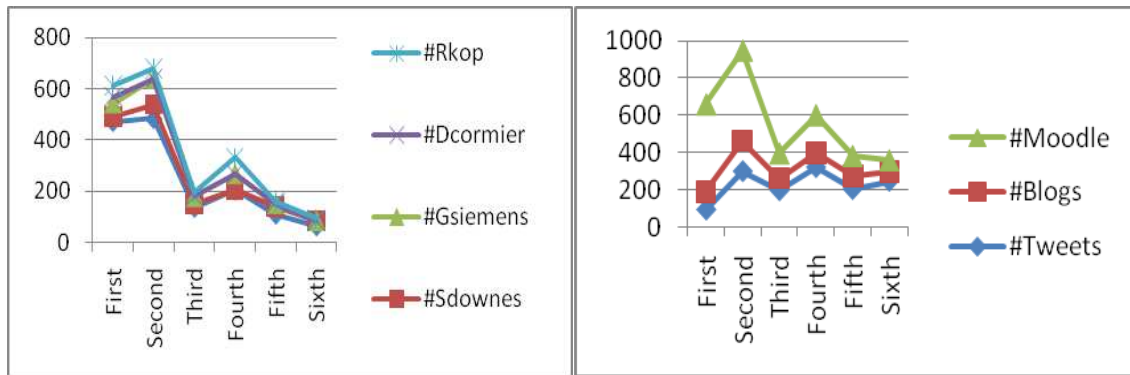 800
600
400
200
0
First
Second
Third
Fourth
Fifth
Sixth
#Rkop
#Dcormier
#Gsiemens
#Sdownes
1000
800
600
400
200
0
First
Second
Third
Fourth
Fifth
Sixth
#Moodle
#Blogs
#Tweets